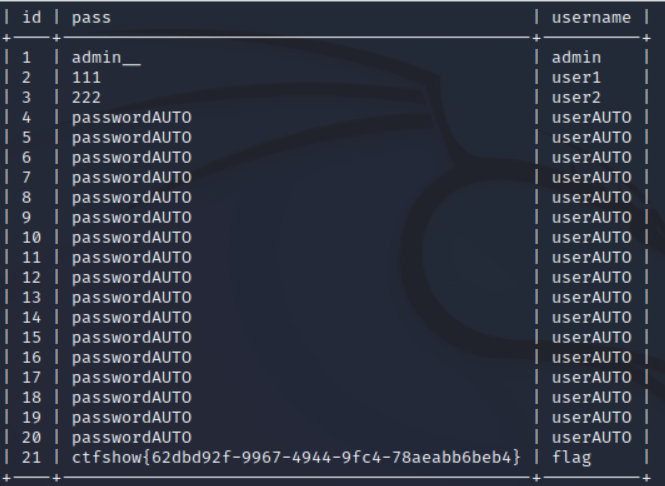 | id | pass | username |
| 1 | admin__ | admin |
| 2 | 111 | user1 |
| 3 | 222 | user2 |
| 4 | passwordAUTO | userAUTO |
| 5 | passwordAUTO | userAUTO |
| 6 | passwordAUTO | userAUTO |
| 7 | passwordAUTO | userAUTO |
| 8 | passwordAUTO | userAUTO |
| 9 | passwordAUTO | userAUTO |
| 10 | passwordAUTO | userAUTO |
| 11 | passwordAUTO | userAUTO |
| 12 | passwordAUTO | userAUTO |
| 13 | passwordAUTO | userAUTO |
| 14 | passwordAUTO | userAUTO |
| 15 | passwordAUTO | userAUTO |
| 16 | passwordAUTO | userAUTO |
| 17 | passwordAUTO | userAUTO |
| 18 | passwordAUTO | userAUTO |
| 19 | passwordAUTO | userAUTO |
| 20 | passwordAUTO | userAUTO |
| 21 | ctfshow{62dbd92f-9967-4944-9fc4-78aeabb6beb4} | flag |